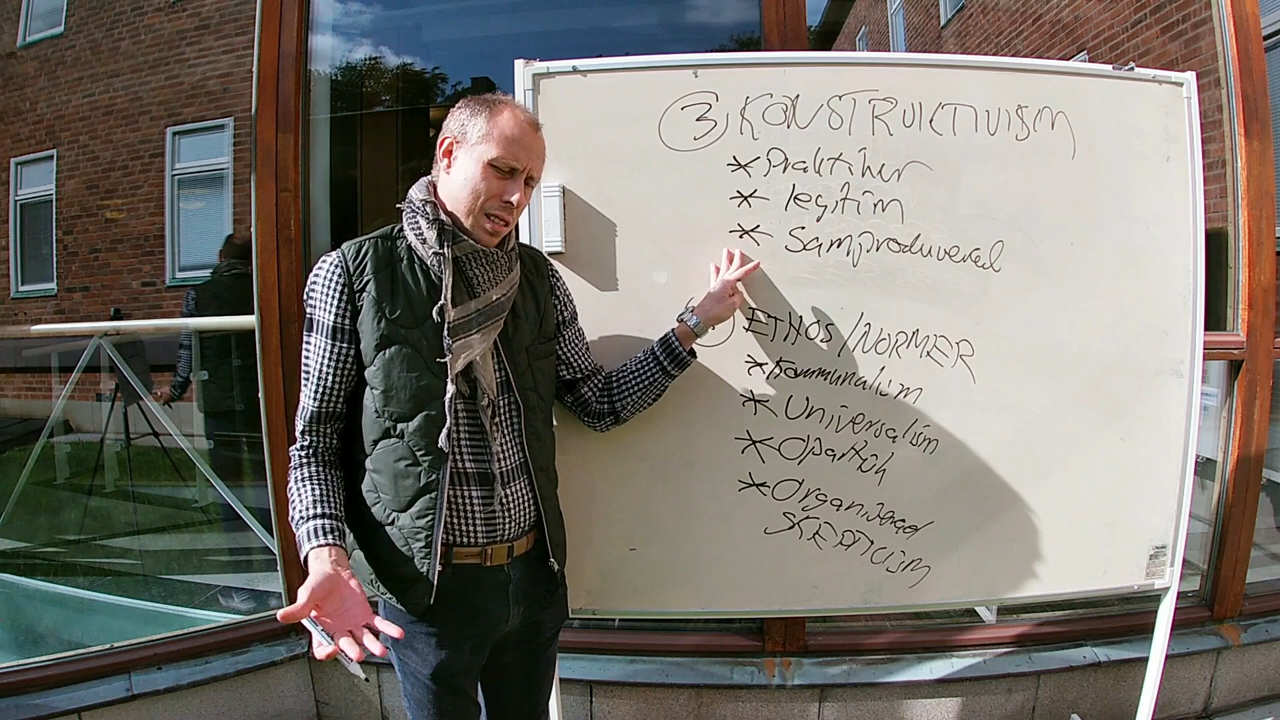 3 KONSTRUKTIVISM
* Praktiker
* legitim
* Samproducerad
ETHOS/NORMER
* Kommunalism
* Universalism
* Opartisk
* Organiserad
SKEPTICISM